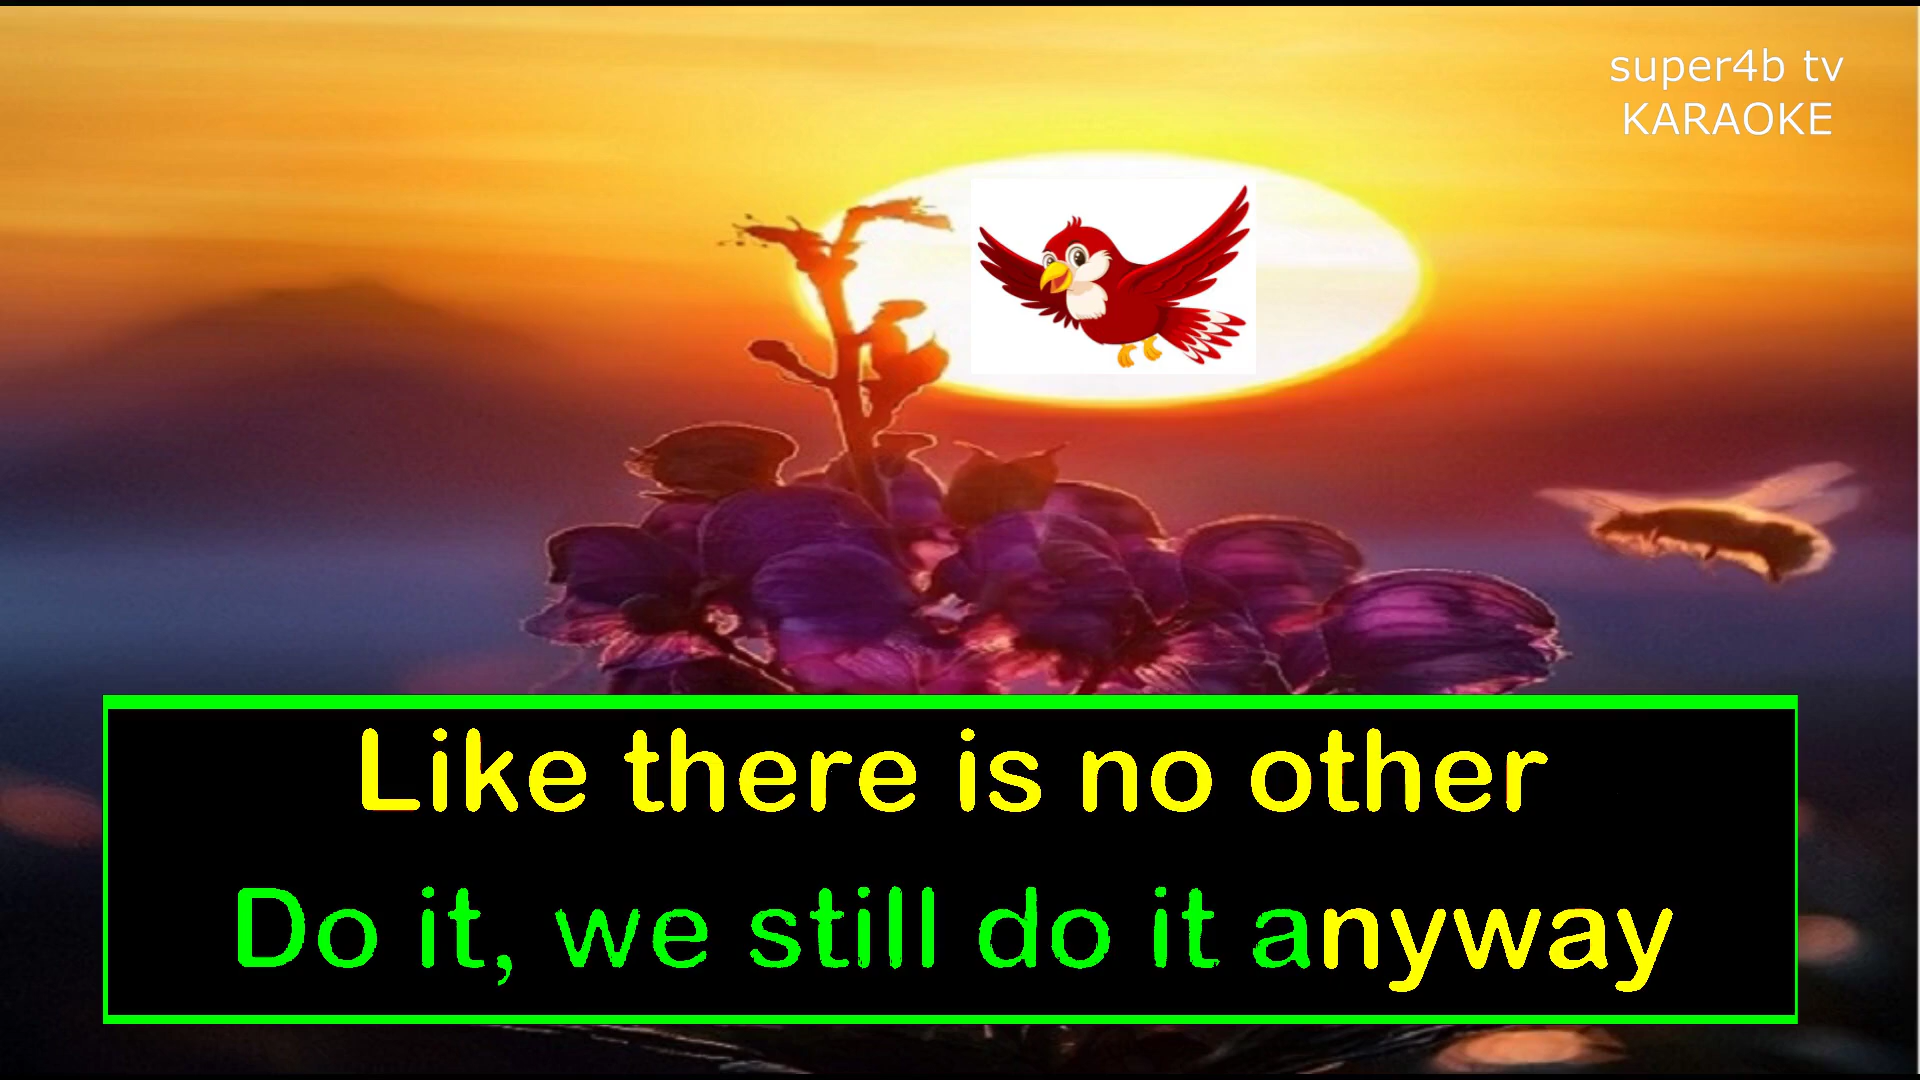 super4b tv
KARAOKE
Like there is no other
Do it, we still do it anyway